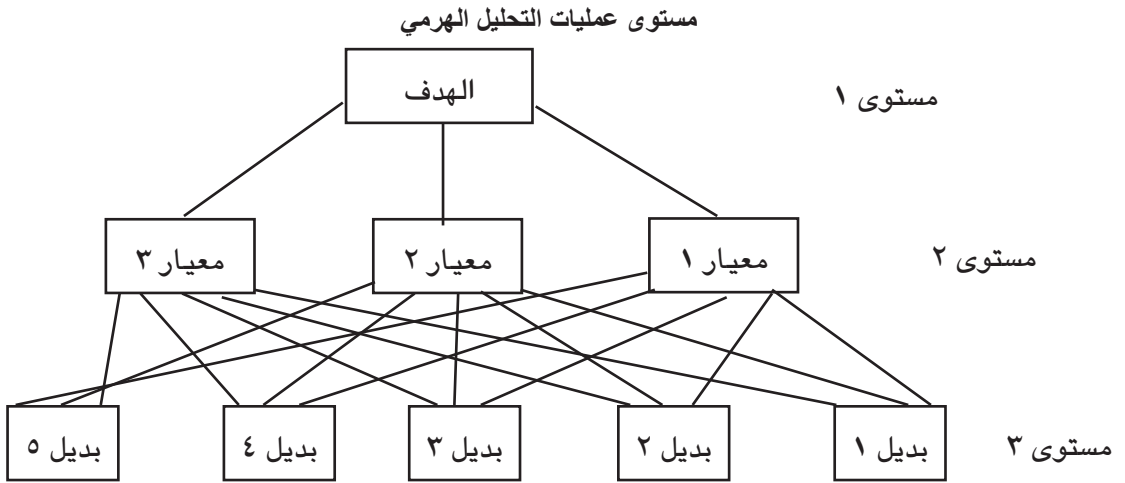 مستوى عمليات التحليل الهرمي
مستوى ١
الهدف
مستوى ٢
معيار ١
معيار ٢
معيار ٣
مستوى ٣
بديل ١
بديل ٢
بديل ٣
بديل ٤
بديل ٥